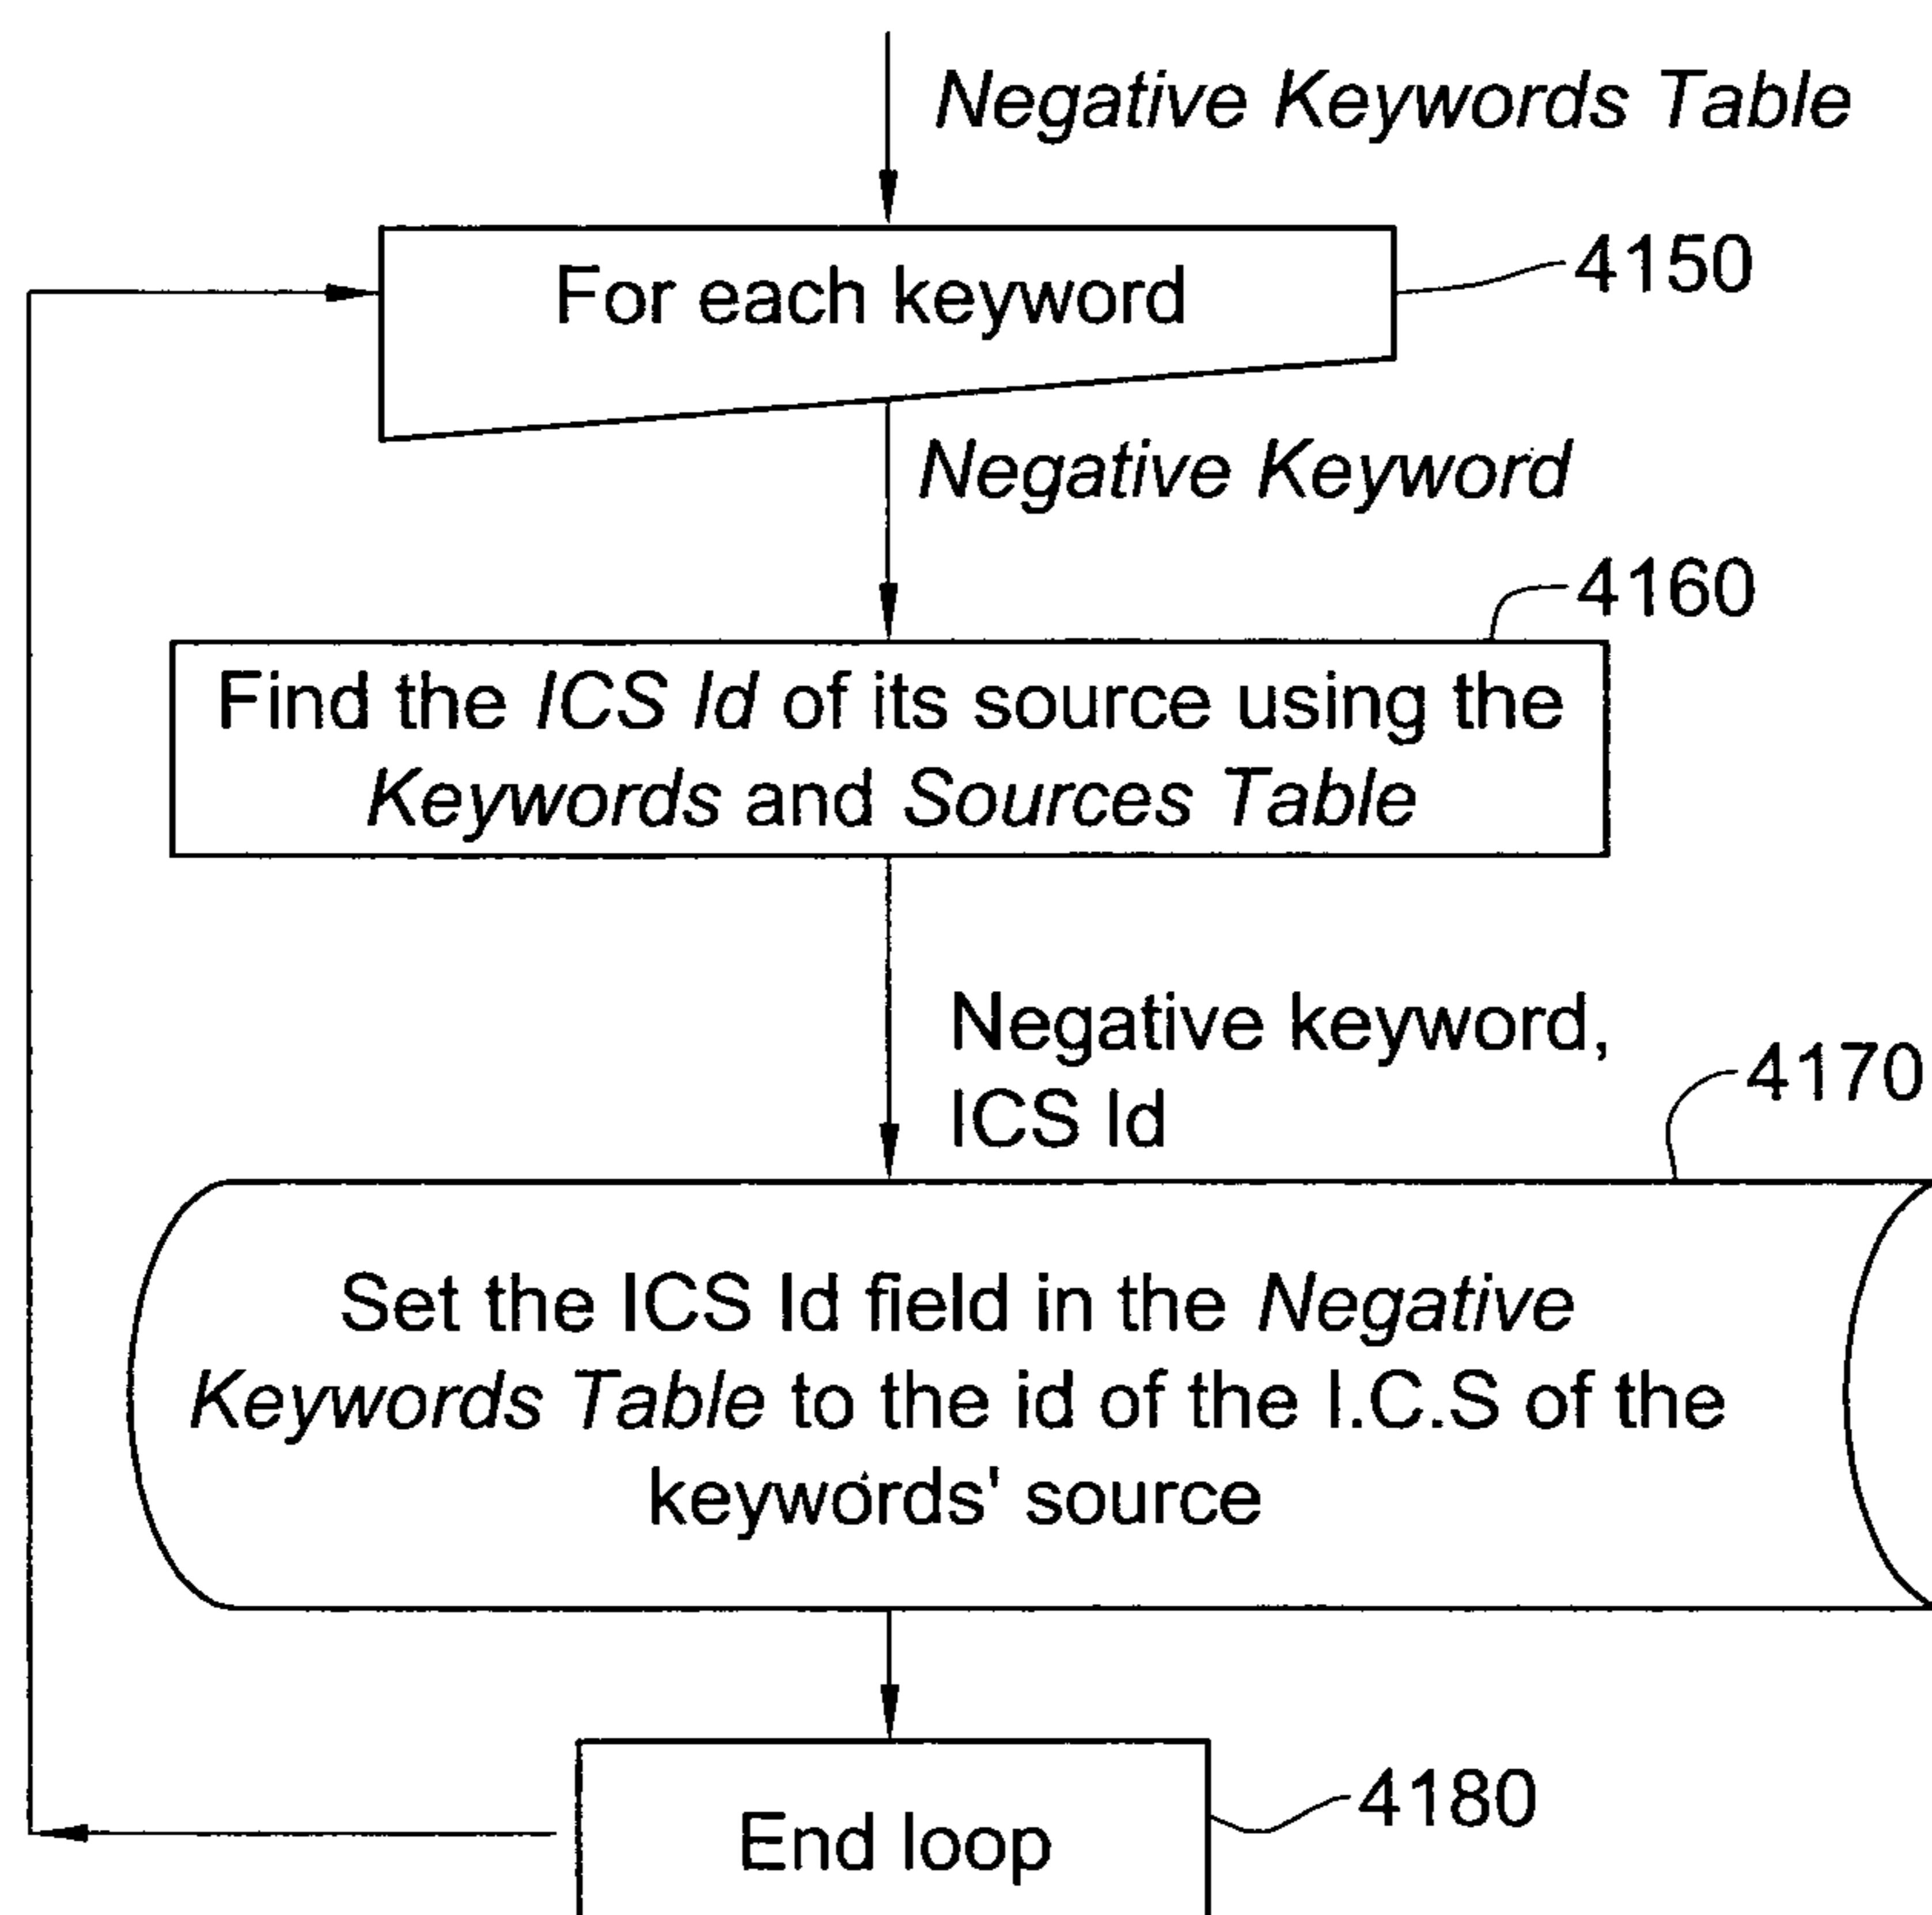 Negative Keywords Table
For each keyword
4150
Negative Keyword
4160
Find the ICS Id of its source using the
Keywords and Sources Table
Negative keyword,
ICS Id
4170
Set the ICS Id field in the Negative
Keywords Table to the id of the I.C.S of the
keywords' source
End loop
4180